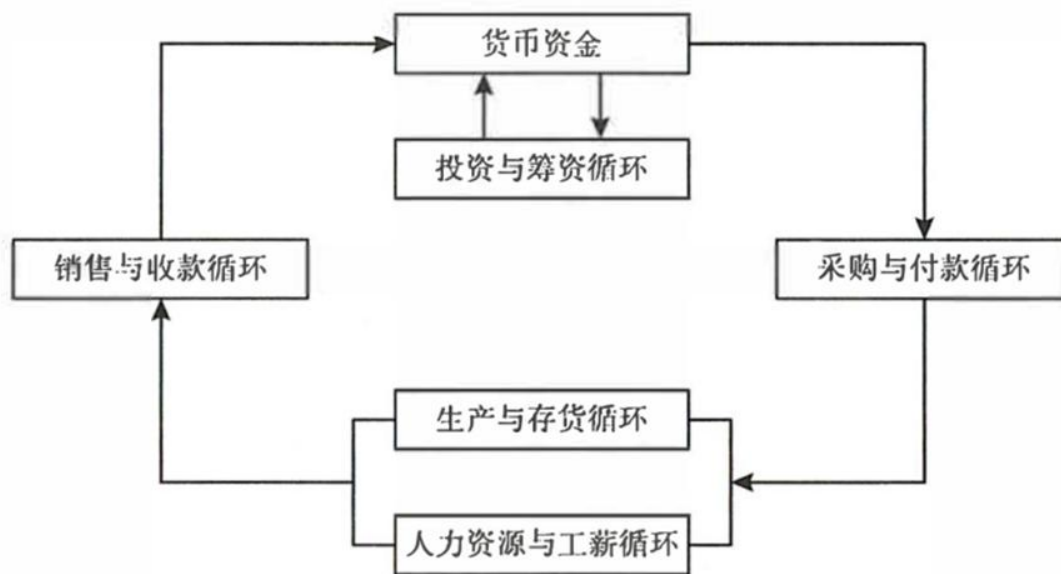 货币资金
投资与筹资循环
销售与收款循环
采购与付款循环
生产与存货循环
人力资源与工薪循环